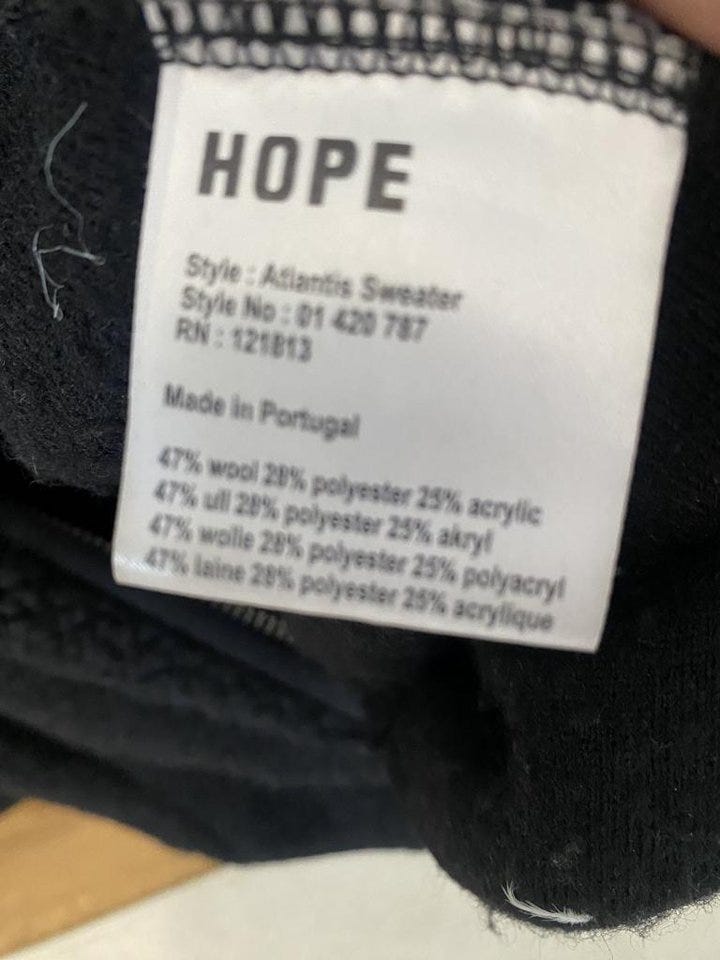 HOPE
Style : Atlantis Sweater
Style No : 01 420 787
RN : 121813
Made in Portugal
47% wool 28% polyester 25% acrylic
47% ull 28% polyester 25% akryl
47% wolle 28% polyester 25% polyacryl
47% laine 28% polyester 25% acrylique